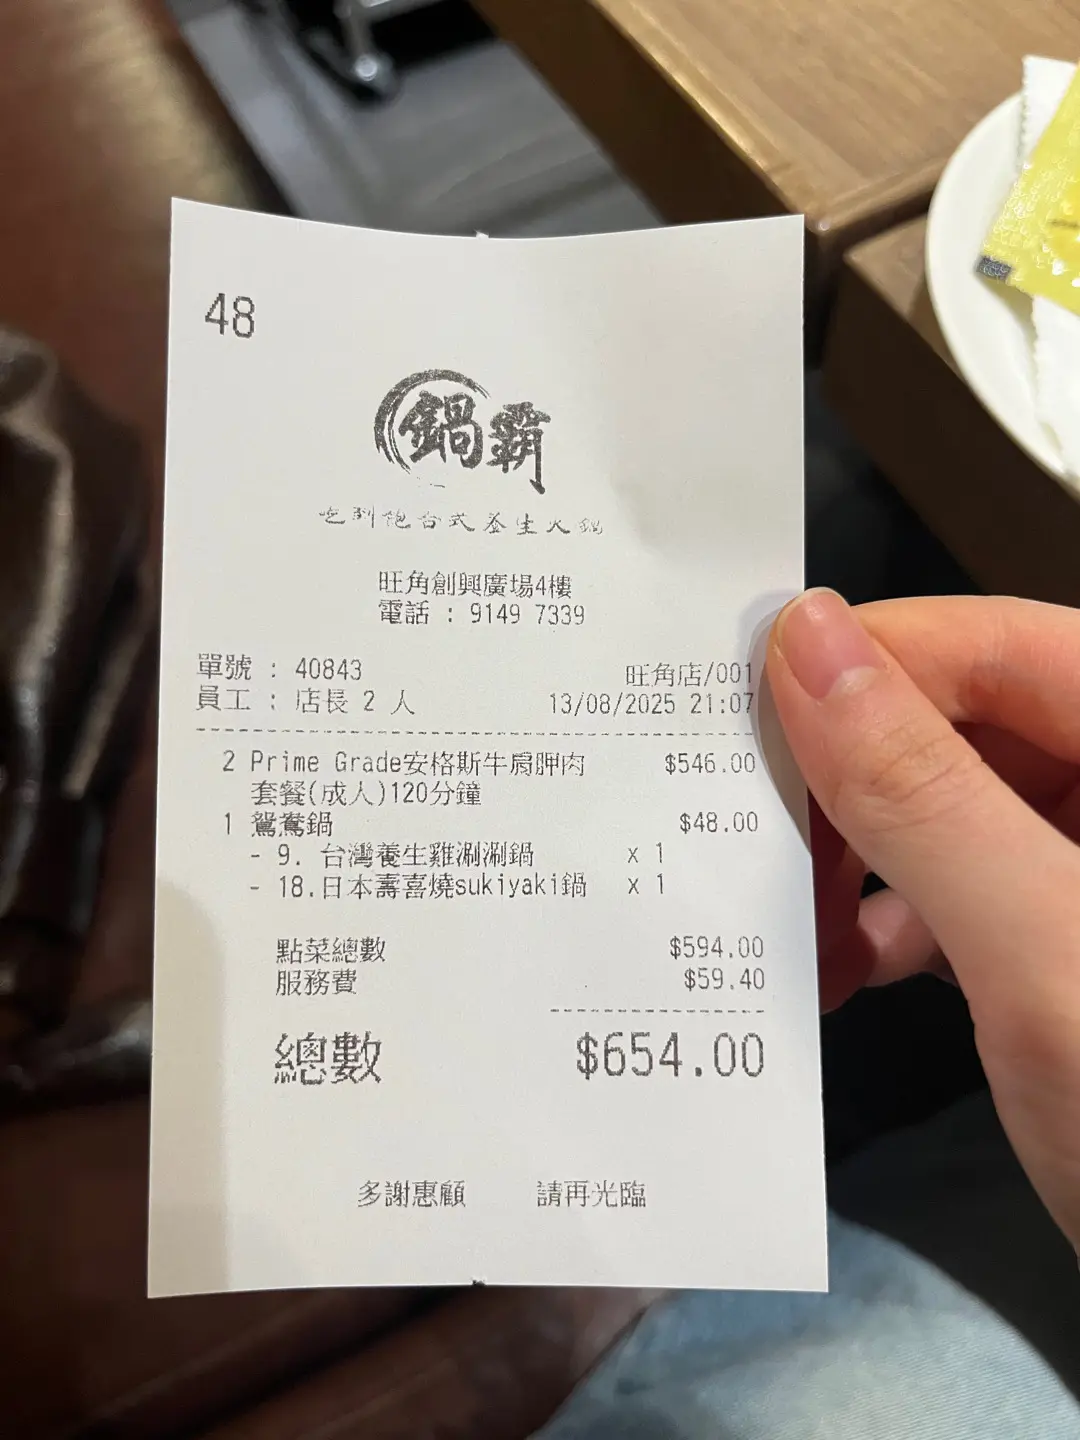 48
鍋霸
吃到飽台式養生火鍋
旺角創興廣場4樓
電話 : 9149 7339
單號 : 40843 旺角店/001
員工 : 店長 2 人 13/08/2025 21:07
2 Prime Grade安格斯牛肩胛肉 $546.00
套餐(成人)120分鐘
1 鴛鴦鍋 $48.00
- 9. 台灣養生雞涮涮鍋 x 1
- 18.日本壽喜燒sukiyaki鍋 x 1
點菜總數 $594.00
服務費 $59.40
總數 $654.00
多謝惠顧 請再光臨